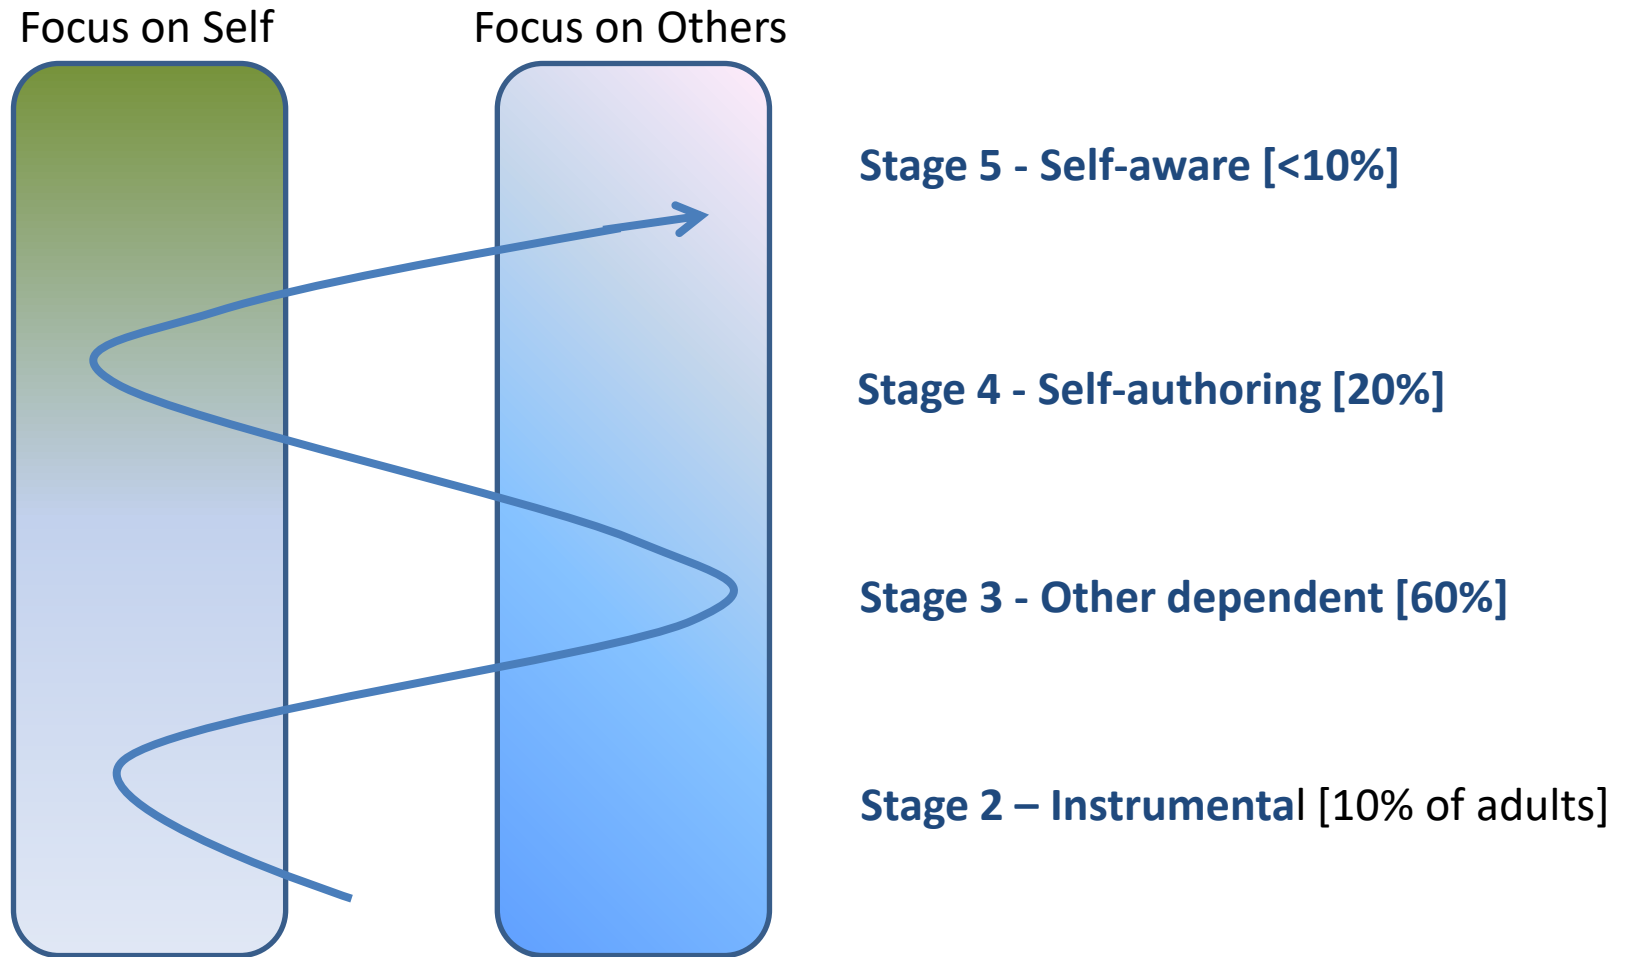 Focus on Self
Focus on Others
Stage 5 - Self-aware [<10%]
Stage 4 - Self-authoring [20%]
Stage 3 - Other dependent [60%]
Stage 2 – Instrumental [10% of adults]